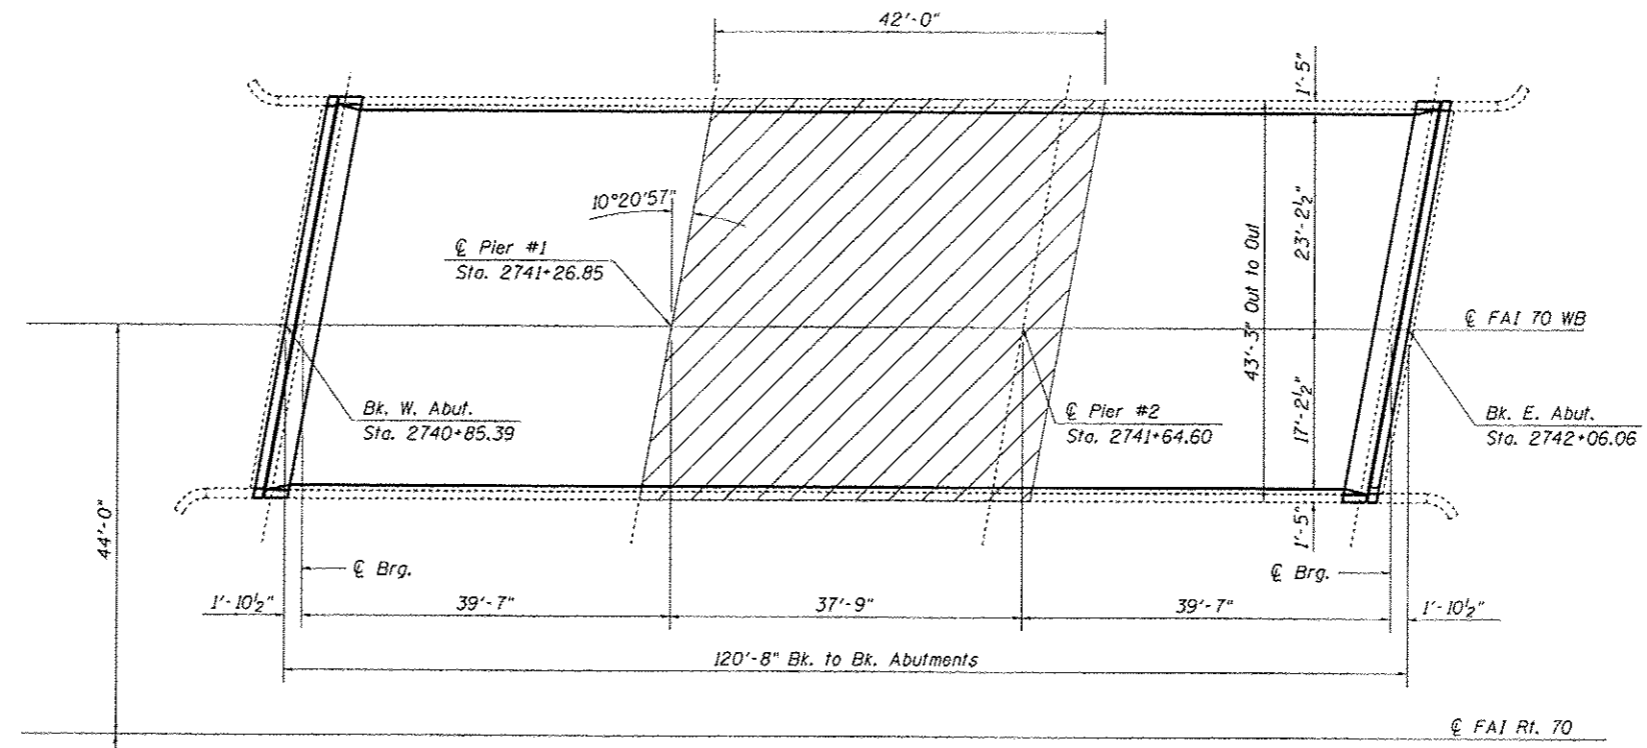 42'-0"
1'-5"
10°20'57"
℄ Pier #1
Sta. 2741+26.85
23'-2½"
43'-3" Out to Out
℄ FAI 70 WB
Bk. W. Abut.
Sta. 2740+85.39
℄ Pier #2
Sta. 2741+64.60
17'-2½"
Bk. E. Abut.
Sta. 2742+06.06
44'-0"
1'-5"
℄ Brg.
℄ Brg.
1'-10½"
39'-7"
37'-9"
39'-7"
1'-10½"
120'-8" Bk. to Bk. Abutments
℄ FAI Rt. 70